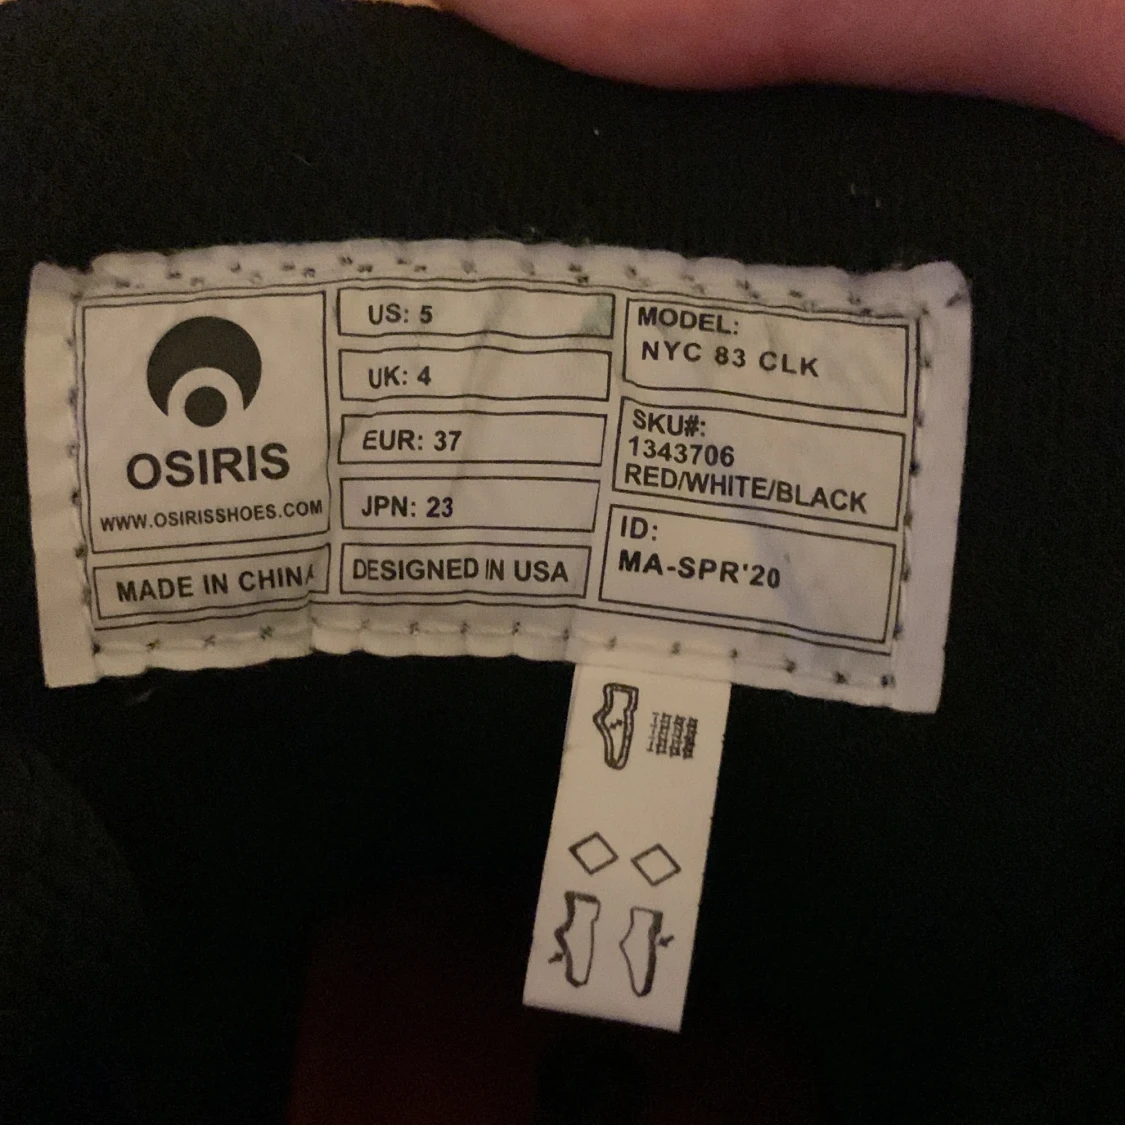 OSIRIS
WWW.OSIRISSHOES.COM
MADE IN CHINA
US: 5
UK: 4
EUR: 37
JPN: 23
DESIGNED IN USA
MODEL:
NYC 83 CLK
SKU#:
1343706
RED/WHITE/BLACK
ID:
MA-SPR'20